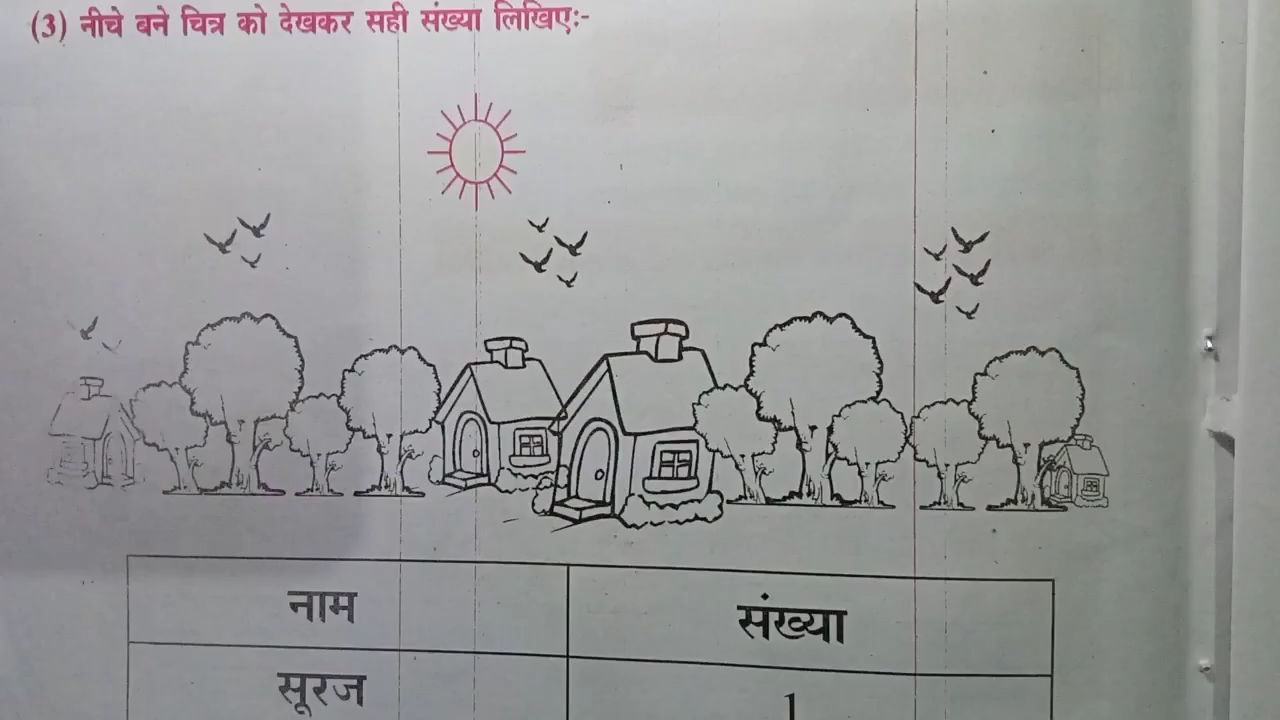 (3) नीचे बने चित्र को देखकर सही संख्या लिखिए:-
नाम
संख्या
सूरज
1